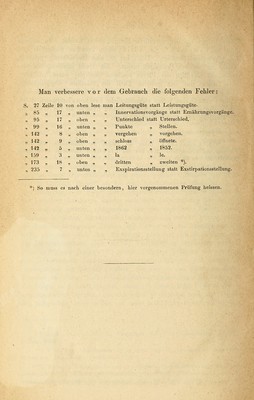 Man verbessere vor dem Gebrauch die folgenden Fehler:
S. 27 Zeile 10 von oben lese man Leitungsgüte statt Leistungsgüte.
„ 85 „ 17 „ unten „ „ Innervationsvorgänge statt Ernährungsvorgänge.
„ 95 „ 17 „ oben „ „ Unterschied statt Unterschied.
„ 99 „ 16 „ unten „ „ Punkte „ Stellen.
„ 142 „ 8 „ oben „ „ vergehen „ vorgehen.
„ 142 „ 9 „ oben „ „ schloss „ öffnete.
„ 142 „ 5 „ unten „ „ 1862 „ 1852.
„ 159 „ 3 „ unten „ „ la „ le.
„ 173 „ 18 „ oben „ „ dritten „ zweiten *).
„ 235 „ 7 „ unten „ „ Exspirationsstellung statt Exstirpationsstellung.
*) So muss es nach einer besondern, hier vorgenommenen Prüfung heissen.